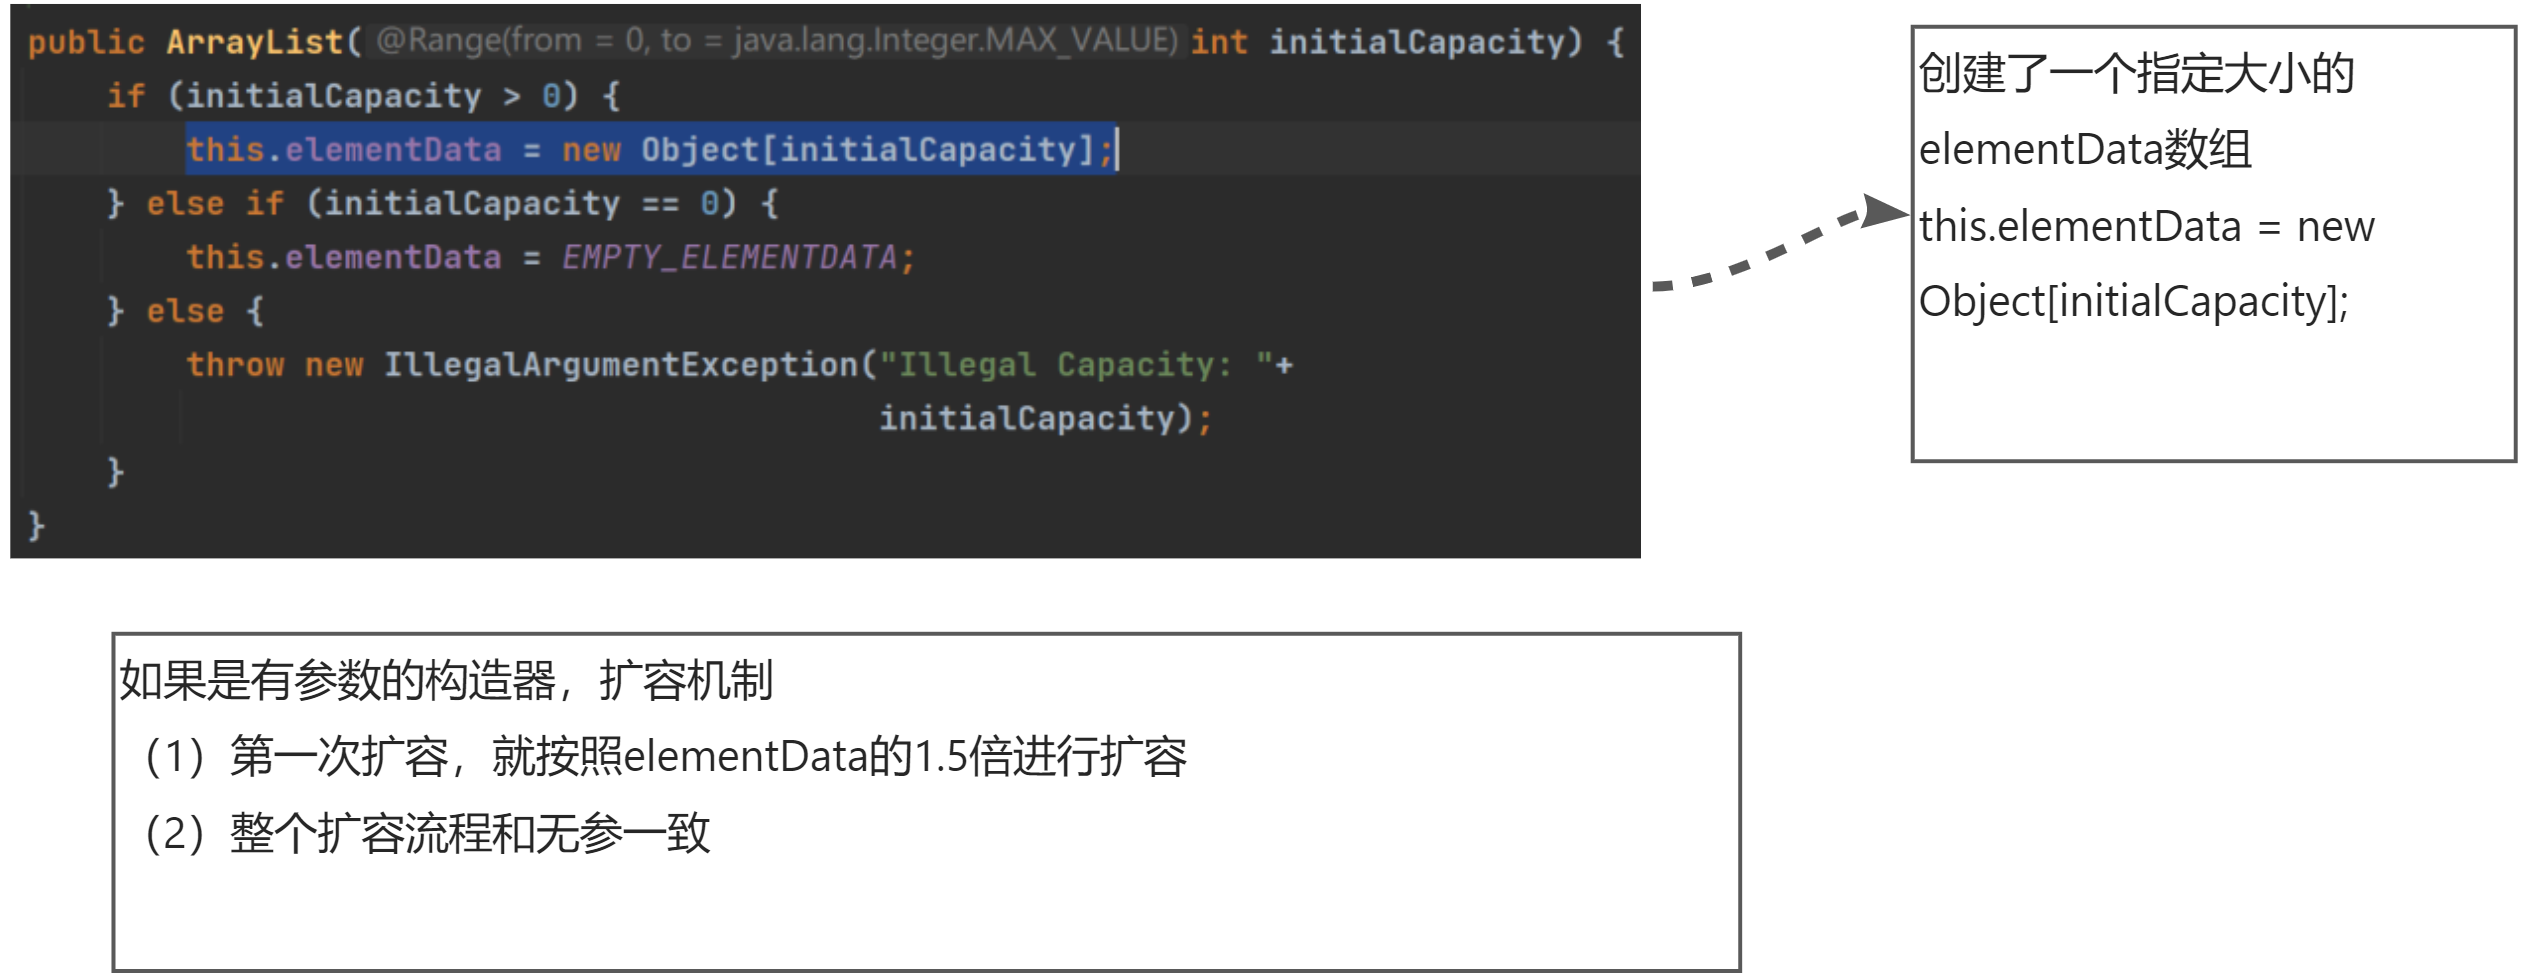 public ArrayList( @Range(from = 0, to = java.lang.Integer.MAX_VALUE) int initialCapacity) {
if (initialCapacity > 0) {
this.elementData = new Object[initialCapacity];
} else if (initialCapacity == 0) {
this.elementData = EMPTY_ELEMENTDATA;
} else {
throw new IllegalArgumentException("Illegal Capacity: "+
initialCapacity);
}
}
创建了一个指定大小的
elementData数组
this.elementData = new
Object[initialCapacity];
如果是有参数的构造器，扩容机制
（1）第一次扩容，就按照elementData的1.5倍进行扩容
（2）整个扩容流程和无参一致